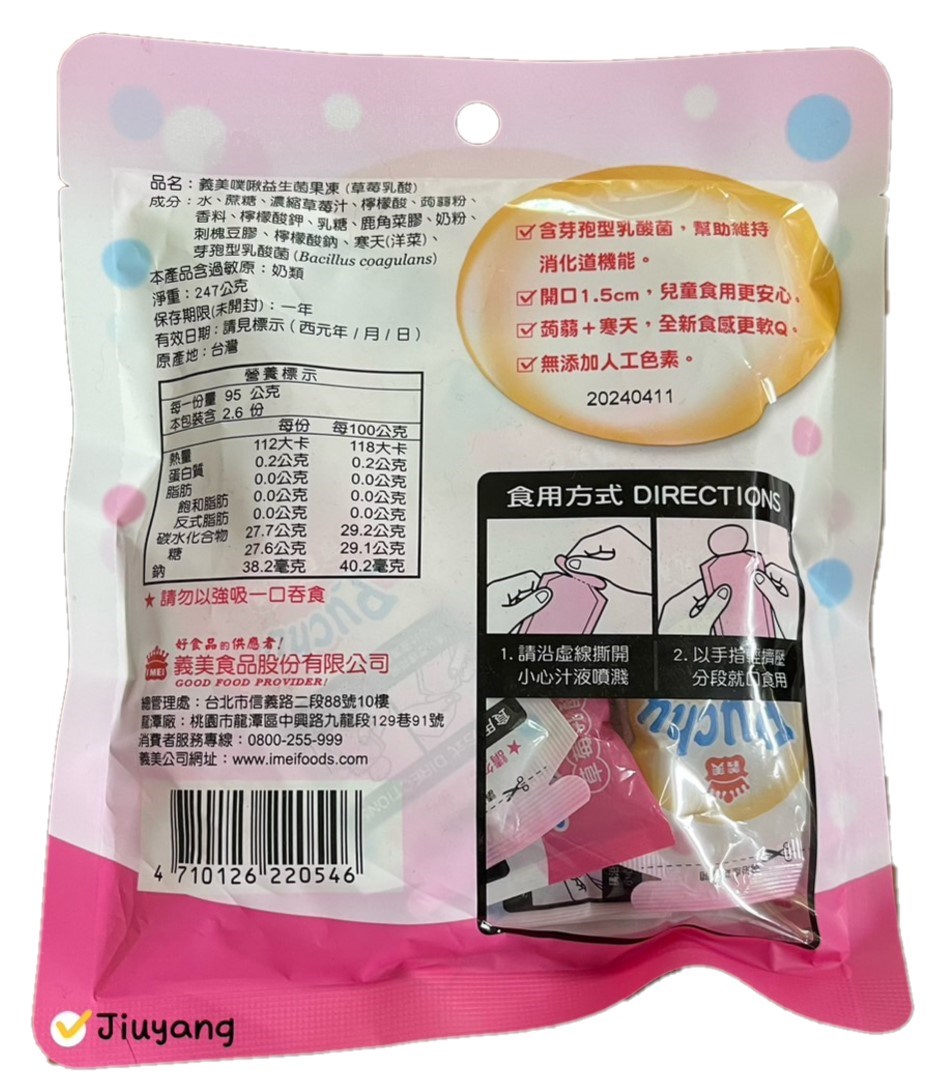 品名：義美噗啾益生菌果凍 (草莓乳酸)
成分：水、蔗糖、濃縮草莓汁、檸檬酸、蒟蒻粉、
香料、檸檬酸鉀、乳糖、鹿角菜膠、奶粉、
刺槐豆膠、檸檬酸鈉、寒天(洋菜)、
芽孢型乳酸菌 (Bacillus coagulans)
本產品含過敏原：奶類
淨重：247公克
保存期限(未開封)：一年
有效日期：請見標示 ( 西元年 / 月 / 日 )
原產地：台灣
營養標示
每一份量 95 公克
本包裝含 2.6 份
每份 每100公克
熱量 112大卡 118大卡
蛋白質 0.2公克 0.2公克
脂肪 0.0公克 0.0公克
飽和脂肪 0.0公克 0.0公克
反式脂肪 0.0公克 0.0公克
碳水化合物 27.7公克 29.2公克
糖 27.6公克 29.1公克
鈉 38.2毫克 40.2毫克
★ 請勿以強吸一口吞食
好食品的供應者！
IMEI 義美食品股份有限公司
GOOD FOOD PROVIDER!
總管理處：台北市信義路二段88號10樓
龍潭廠：桃園市龍潭區中興路九龍段129巷91號
消費者服務專線：0800-255-999
義美公司網址：www.imeifoods.com
4 710126 220546
含芽孢型乳酸菌，幫助維持
消化道機能。
開口1.5cm，兒童食用更安心。
蒟蒻＋寒天，全新食感更軟Q。
無添加人工色素。
20240411
食用方式 DIRECTIONS
1. 請沿虛線撕開
小心汁液噴濺
2. 以手指輕擠壓
分段就口食用
Puchu
義美
Jiuyang